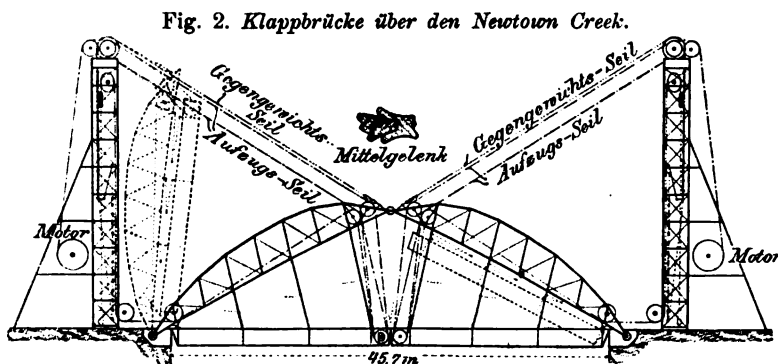 Fig. 2. Klappbrücke über den Newtown Creek.
Gegengewichts-
Seil
Aufzugs-Seil
Mittelgelenk
Gegengewichts-Seil
Aufzugs-Seil
Motor
Motor
45,7 m